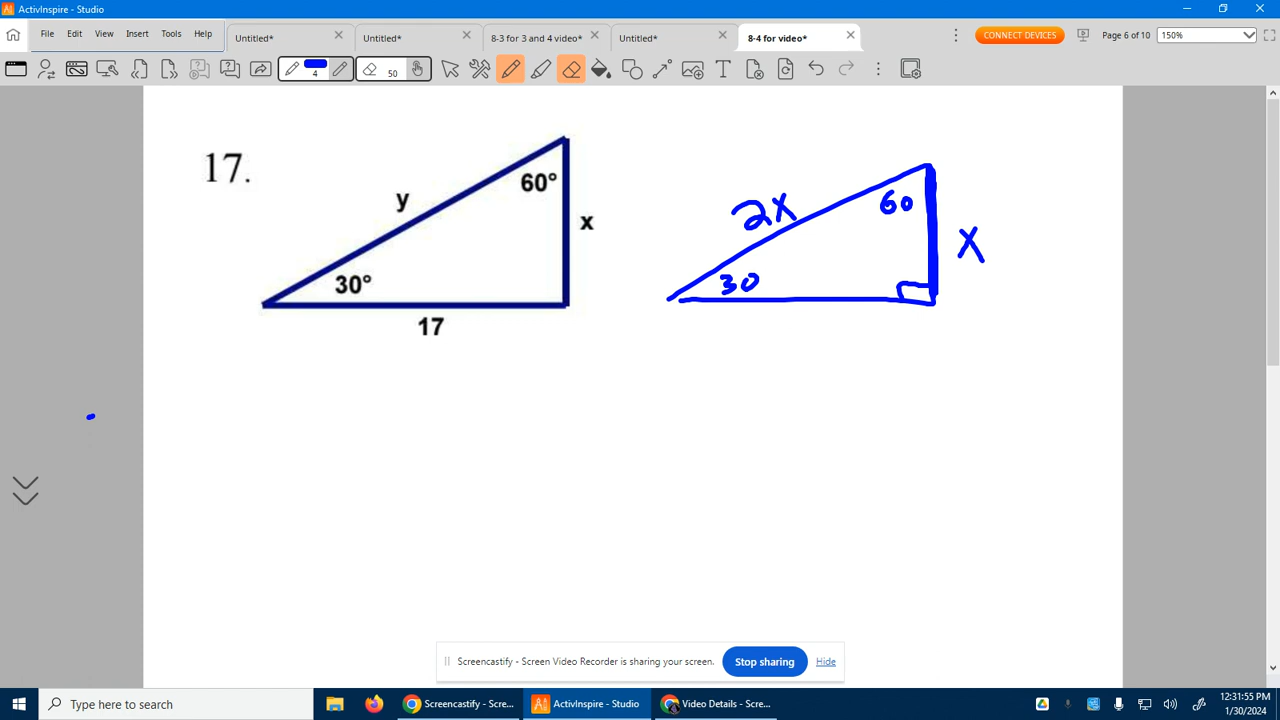 ActivInspire - Studio
File Edit View Insert Tools Help
Untitled* Untitled* 8-3 for 3 and 4 video* Untitled* 8-4 for video*
CONNECT DEVICES
Page 6 of 10
150%
4
50
17.
y
60°
x
30°
17
2X
60
X
30
Screencastify - Screen Video Recorder is sharing your screen.
Stop sharing
Hide
Type here to search
Screencastify - Scre...
ActivInspire - Studio
Video Details - Scre...
12:31:55 PM
1/30/2024